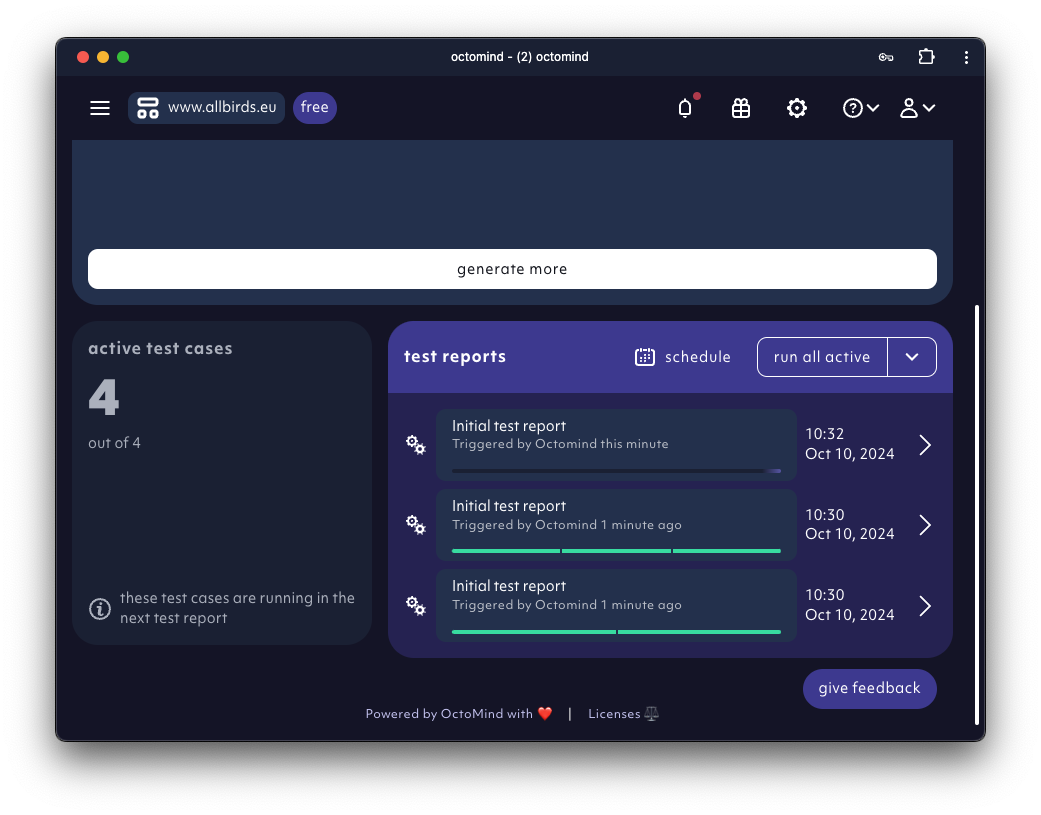 octomind - (2) octomind
www.allbirds.eu free
generate more
active test cases
4
out of 4
these test cases are running in the
next test report
test reports schedule run all active
Initial test report
Triggered by Octomind this minute
10:32
Oct 10, 2024
Initial test report
Triggered by Octomind 1 minute ago
10:30
Oct 10, 2024
Initial test report
Triggered by Octomind 1 minute ago
10:30
Oct 10, 2024
give feedback
Powered by OctoMind with ❤️ | Licenses ⚖️